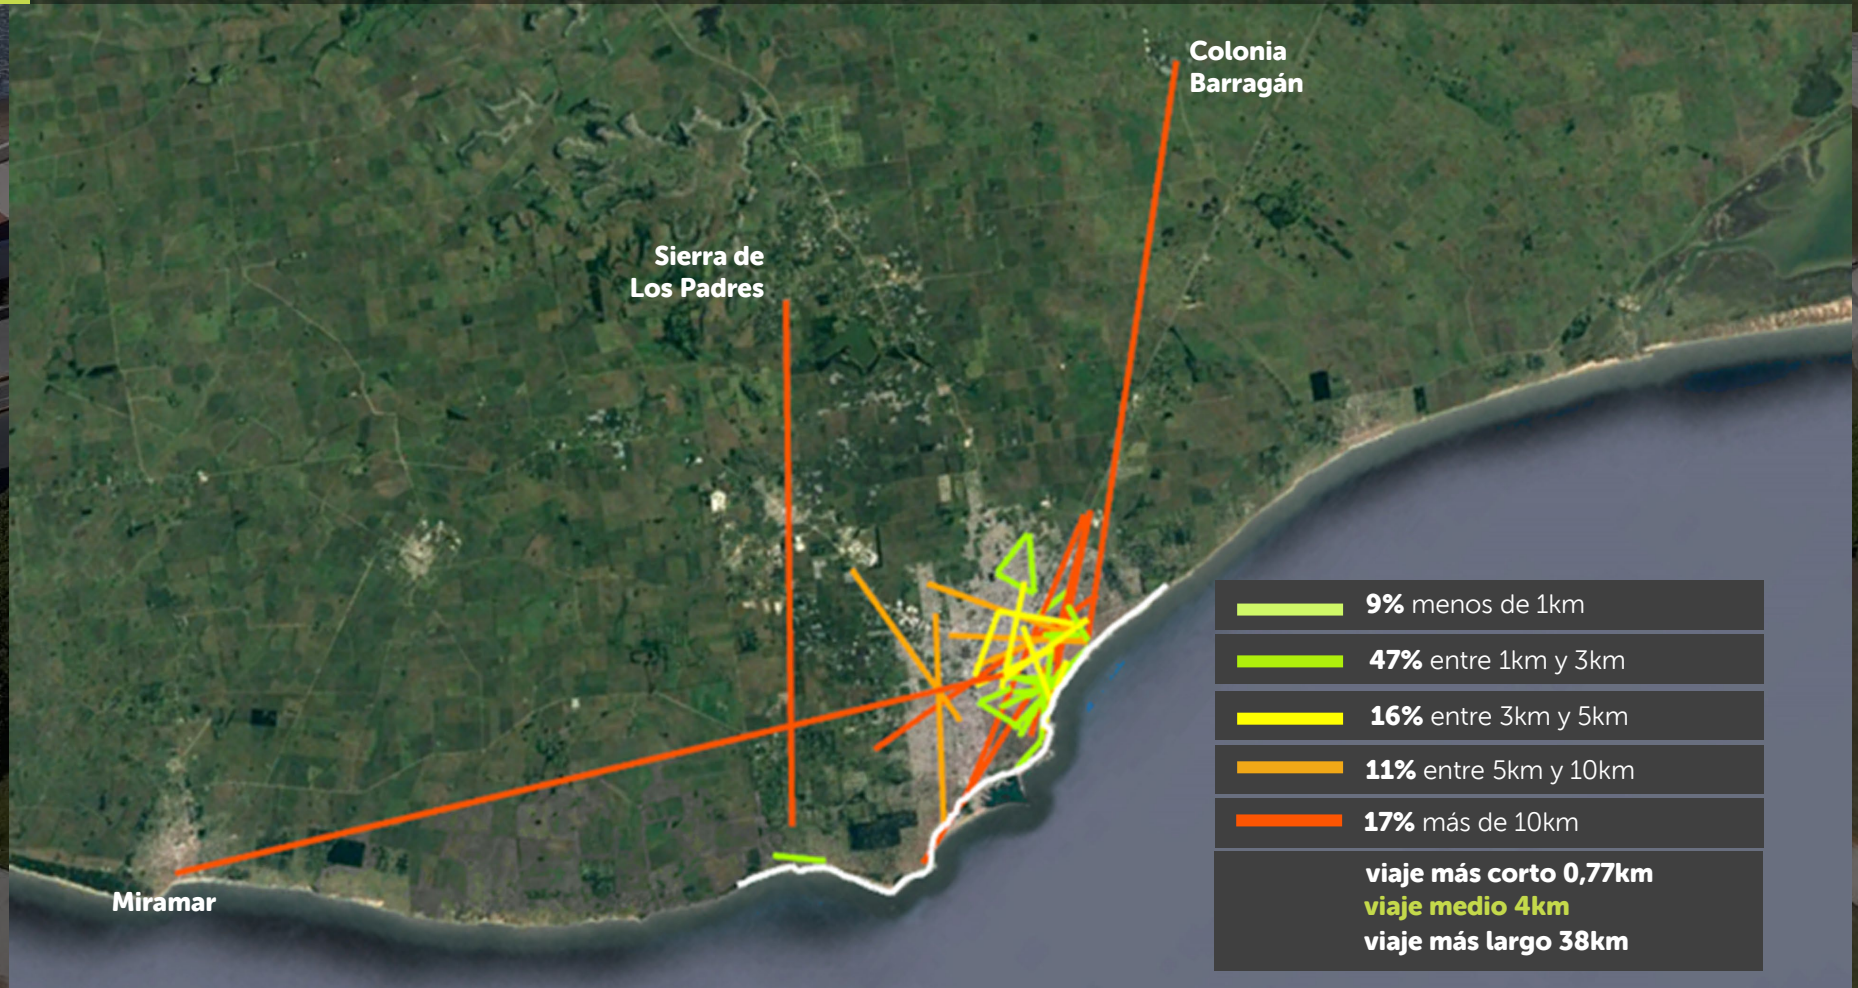 Colonia
Barragán
Sierra de
Los Padres
Miramar
9% menos de 1km
47% entre 1km y 3km
16% entre 3km y 5km
11% entre 5km y 10km
17% más de 10km
viaje más corto 0,77km
viaje medio 4km
viaje más largo 38km